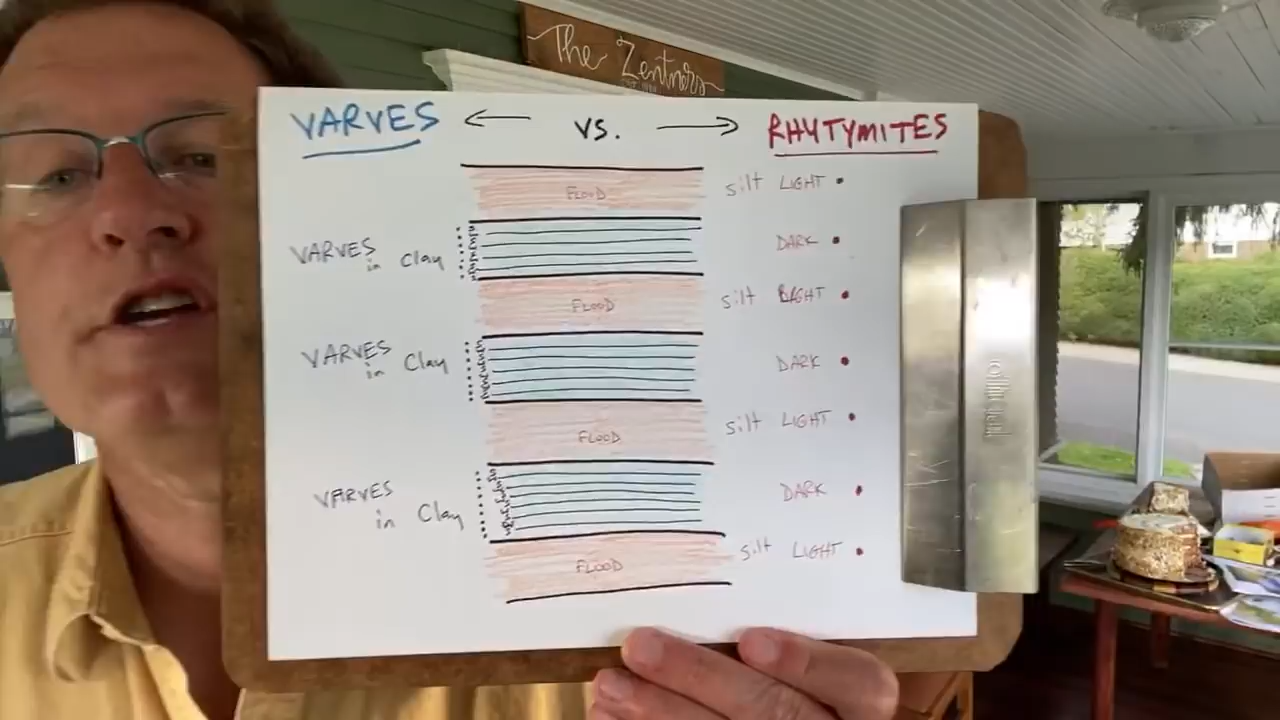 The Zentners
VARVES ← VS. → RHYTYMITES
FLOOD silt LIGHT •
VARVES in Clay DARK •
FLOOD silt LIGHT •
VARVES in Clay DARK •
FLOOD silt LIGHT •
VARVES in Clay DARK •
FLOOD silt LIGHT •